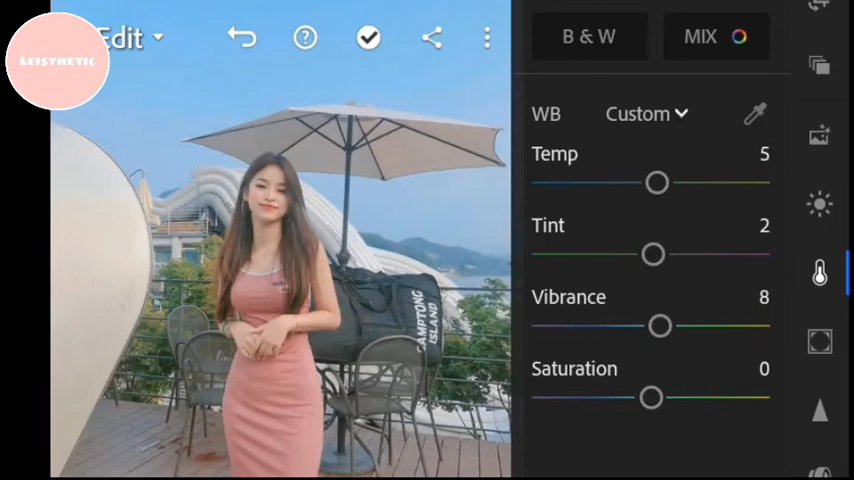 LEISTHETIC
Edit
B & W
MIX
WB
Custom
Temp
5
Tint
2
Vibrance
8
Saturation
0
CAMPTONG
ISLAND